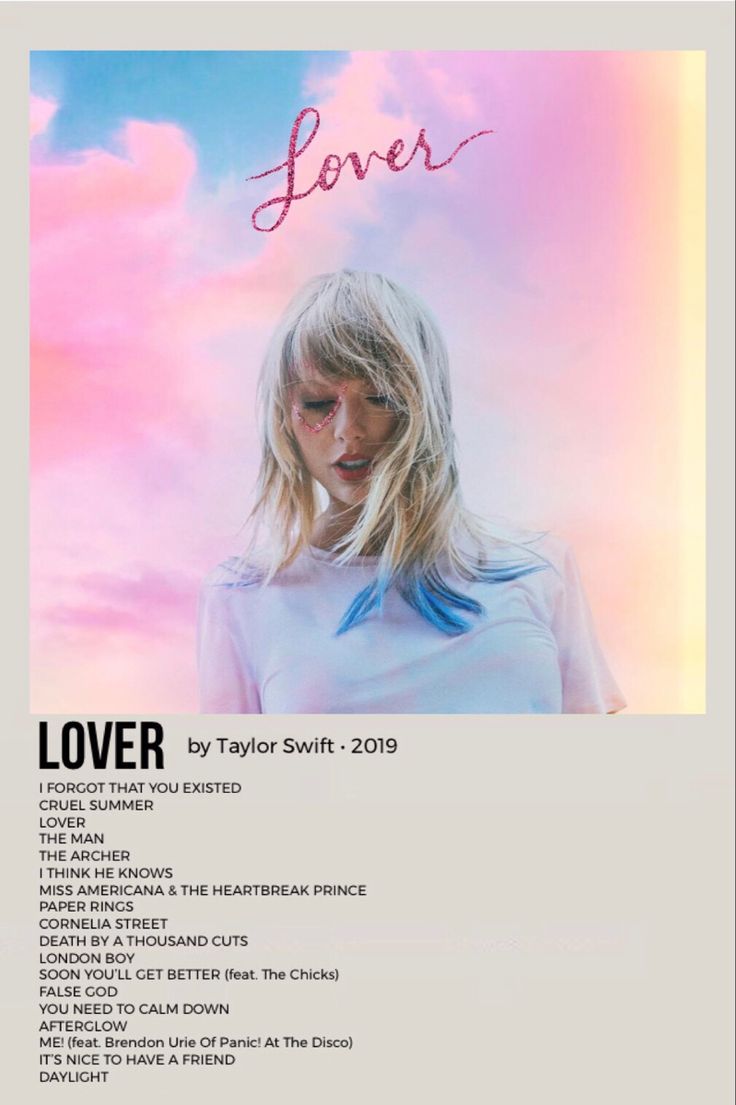 Lover
LOVER by Taylor Swift • 2019
I FORGOT THAT YOU EXISTED
CRUEL SUMMER
LOVER
THE MAN
THE ARCHER
I THINK HE KNOWS
MISS AMERICANA & THE HEARTBREAK PRINCE
PAPER RINGS
CORNELIA STREET
DEATH BY A THOUSAND CUTS
LONDON BOY
SOON YOU'LL GET BETTER (feat. The Chicks)
FALSE GOD
YOU NEED TO CALM DOWN
AFTERGLOW
ME! (feat. Brendon Urie Of Panic! At The Disco)
IT'S NICE TO HAVE A FRIEND
DAYLIGHT